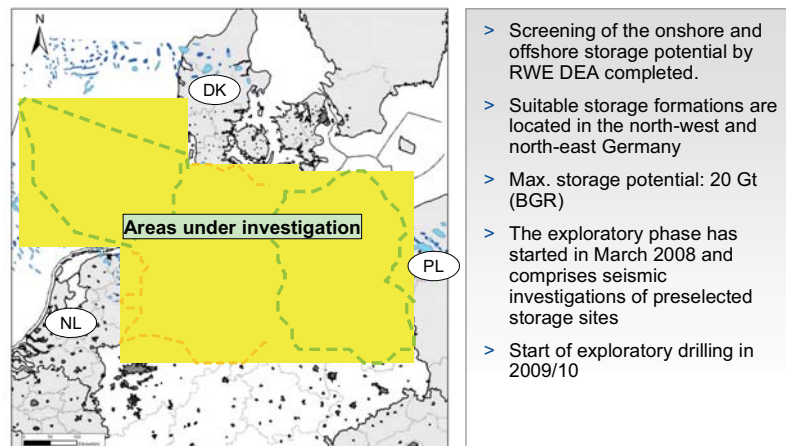 N
DK
Areas under investigation
PL
NL
> Screening of the onshore and
offshore storage potential by
RWE DEA completed.
> Suitable storage formations are
located in the north-west and
north-east Germany
> Max. storage potential: 20 Gt
(BGR)
> The exploratory phase has
started in March 2008 and
comprises seismic
investigations of preselected
storage sites
> Start of exploratory drilling in
2009/10